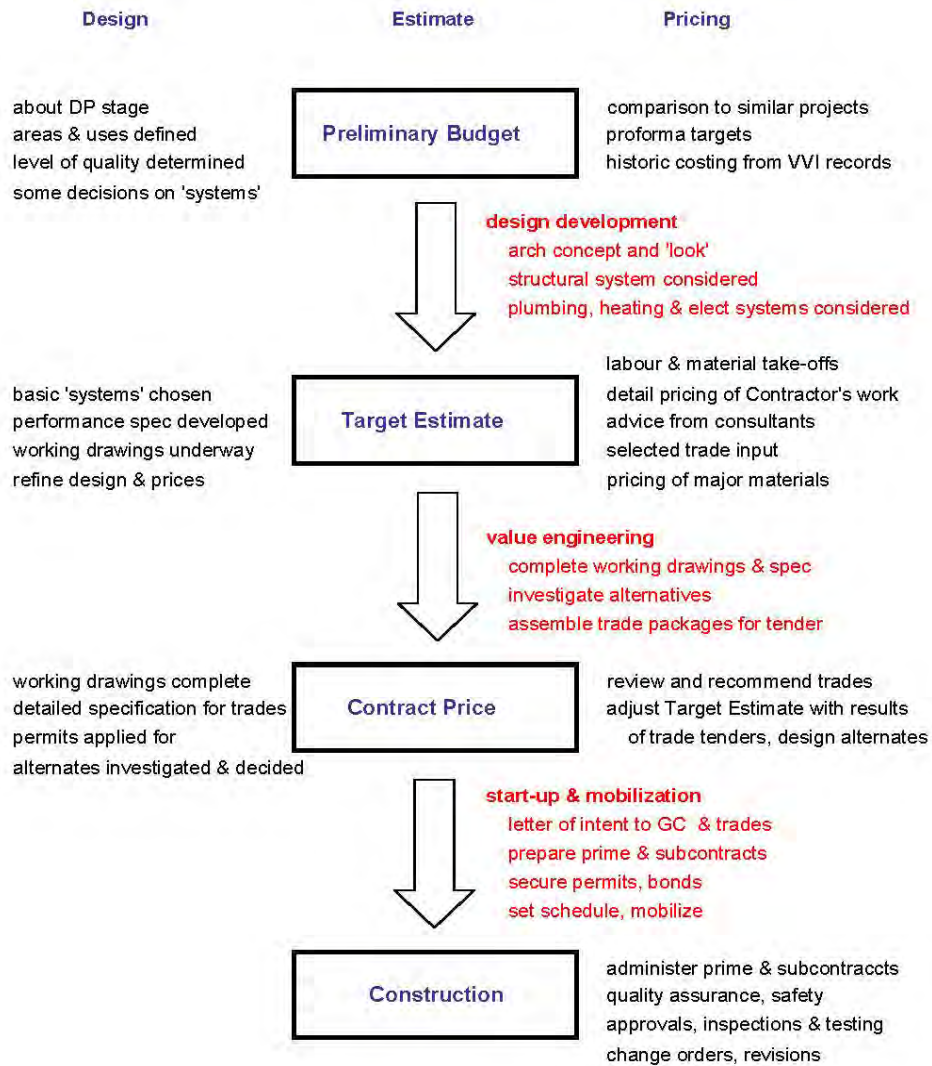 Design Estimate Pricing
about DP stage
areas & uses defined
level of quality determined
some decisions on 'systems'
Preliminary Budget
comparison to similar projects
proforma targets
historic costing from VVI records
design development
arch concept and 'look'
structural system considered
plumbing, heating & elect systems considered
basic 'systems' chosen
performance spec developed
working drawings underway
refine design & prices
Target Estimate
labour & material take-offs
detail pricing of Contractor's work
advice from consultants
selected trade input
pricing of major materials
value engineering
complete working drawings & spec
investigate alternatives
assemble trade packages for tender
working drawings complete
detailed specification for trades
permits applied for
alternates investigated & decided
Contract Price
review and recommend trades
adjust Target Estimate with results
of trade tenders, design alternates
start-up & mobilization
letter of intent to GC & trades
prepare prime & subcontracts
secure permits, bonds
set schedule, mobilize
Construction
administer prime & subcontraccts
quality assurance, safety
approvals, inspections & testing
change orders, revisions